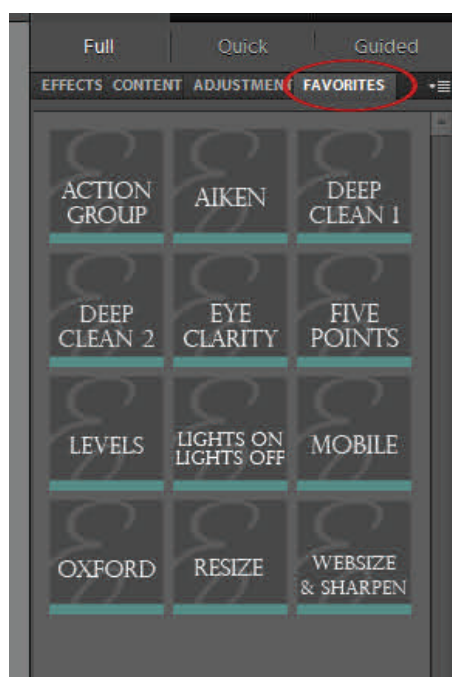 Full Quick Guided
EFFECTS CONTENT ADJUSTMENT FAVORITES
ACTION
GROUP
AIKEN
DEEP
CLEAN 1
DEEP
CLEAN 2
EYE
CLARITY
FIVE
POINTS
LEVELS
LIGHTS ON
LIGHTS OFF
MOBILE
OXFORD
RESIZE
WEBSIZE
& SHARPEN